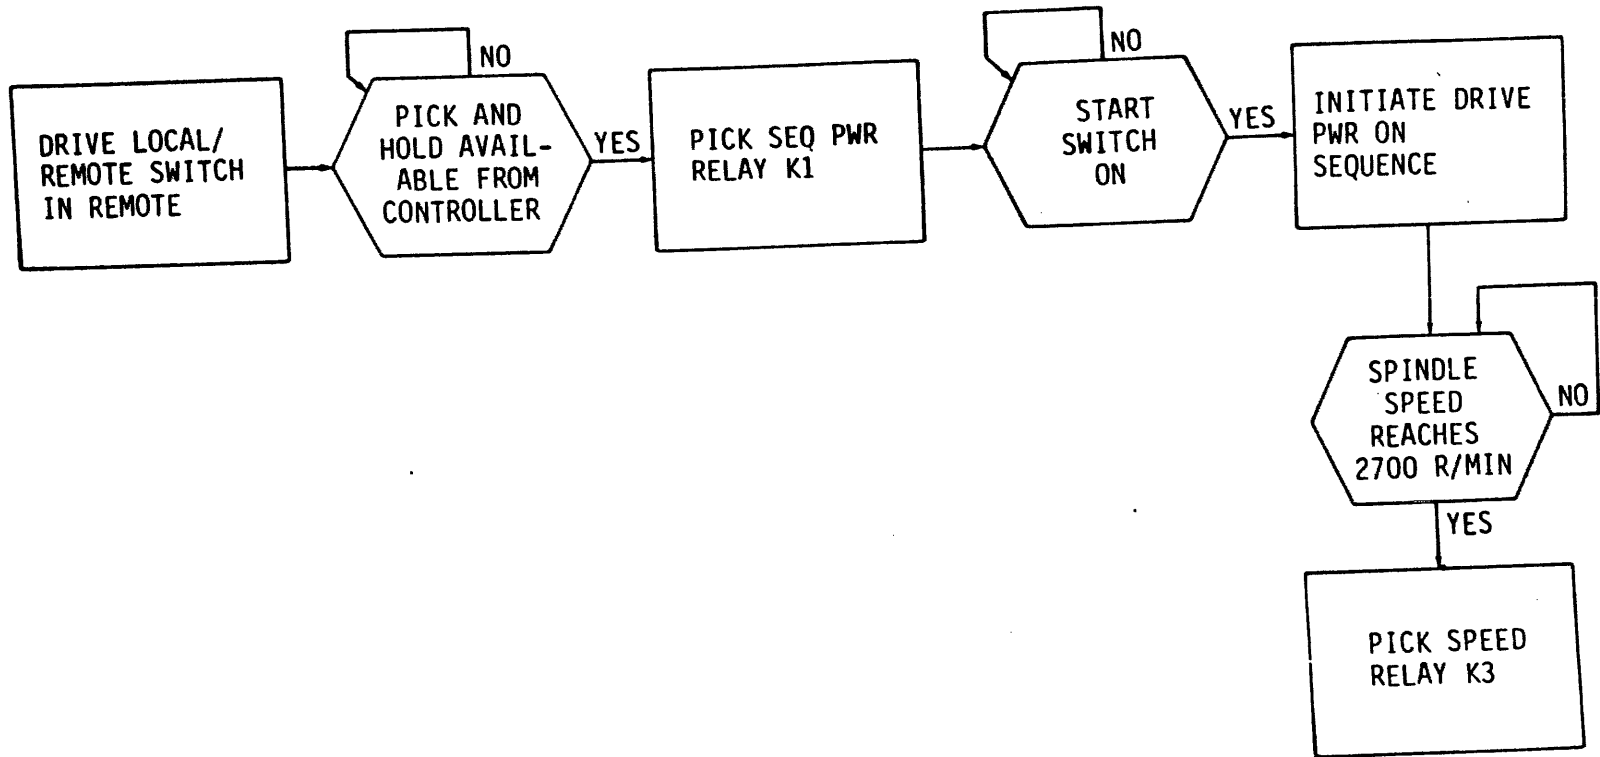 DRIVE LOCAL/
REMOTE SWITCH
IN REMOTE
NO
PICK AND
HOLD AVAIL-
ABLE FROM
CONTROLLER
YES
PICK SEQ PWR
RELAY K1
NO
START
SWITCH
ON
YES
INITIATE DRIVE
PWR ON
SEQUENCE
SPINDLE
SPEED
REACHES
2700 R/MIN
NO
YES
PICK SPEED
RELAY K3